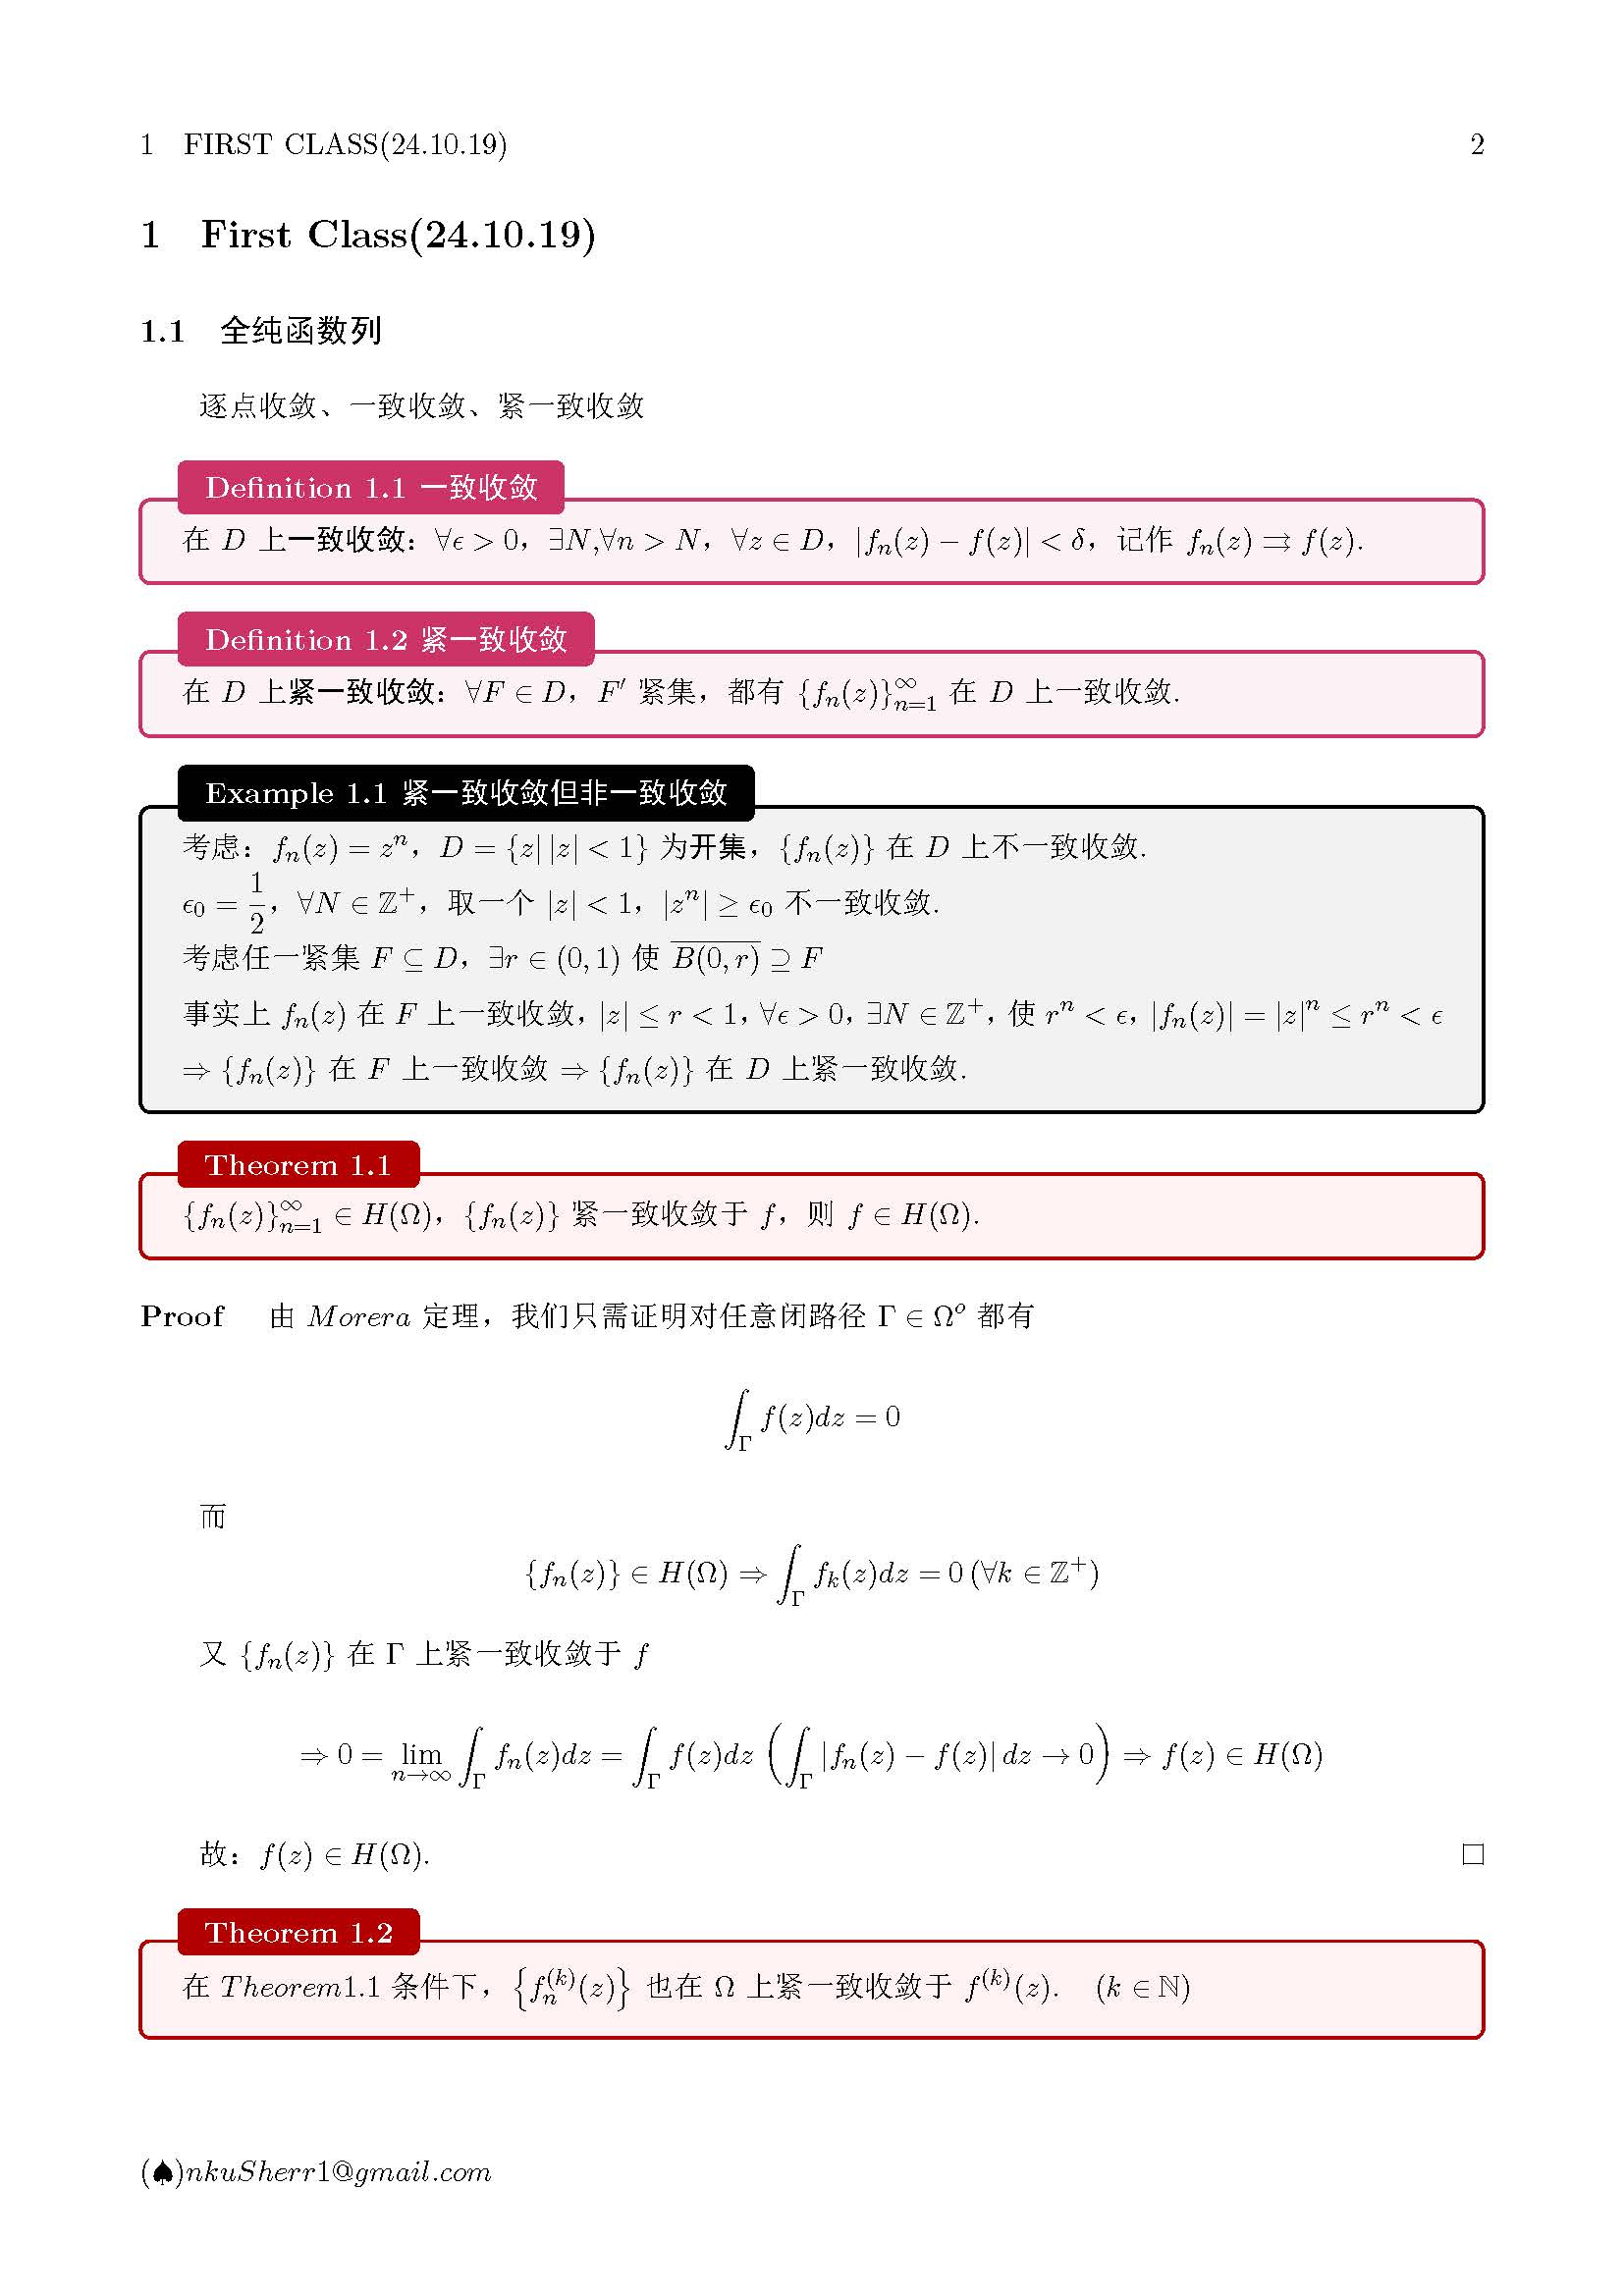 1 FIRST CLASS(24.10.19) 2
1 First Class(24.10.19)
1.1 全纯函数列
逐点收敛、一致收敛、紧一致收敛
Definition 1.1 一致收敛
在 $D$ 上一致收敛：$\forall \epsilon > 0$，$\exists N$,$\forall n > N$，$\forall z \in D$，$|f_n(z) - f(z)| < \delta$，记作 $f_n(z) \rightrightarrows f(z)$.
Definition 1.2 紧一致收敛
在 $D$ 上紧一致收敛：$\forall F \in D$，$F'$ 紧集，都有 $\{f_n(z)\}_{n=1}^{\infty}$ 在 $D$ 上一致收敛.
Example 1.1 紧一致收敛但非一致收敛
考虑：$f_n(z) = z^n$，$D = \{z|\,|z| < 1\}$ 为开集，$\{f_n(z)\}$ 在 $D$ 上不一致收敛.
$\epsilon_0 = \dfrac{1}{2}$，$\forall N \in \mathbb{Z}^+$，取一个 $|z| < 1$，$|z^n| \geq \epsilon_0$ 不一致收敛.
考虑任一紧集 $F \subseteq D$，$\exists r \in (0,1)$ 使 $\overline{B(0,r)} \supseteq F$
事实上 $f_n(z)$ 在 $F$ 上一致收敛，$|z| \leq r < 1$，$\forall \epsilon > 0$，$\exists N \in \mathbb{Z}^+$，使 $r^n < \epsilon$，$|f_n(z)| = |z|^n \leq r^n < \epsilon$
$\Rightarrow \{f_n(z)\}$ 在 $F$ 上一致收敛 $\Rightarrow \{f_n(z)\}$ 在 $D$ 上紧一致收敛.
Theorem 1.1
$\{f_n(z)\}_{n=1}^{\infty} \in H(\Omega)$，$\{f_n(z)\}$ 紧一致收敛于 $f$，则 $f \in H(\Omega)$.
Proof 由 $Morera$ 定理，我们只需证明对任意闭路径 $\Gamma \in \Omega^o$ 都有
$\int_{\Gamma} f(z)dz = 0$
而
$\{f_n(z)\} \in H(\Omega) \Rightarrow \int_{\Gamma} f_k(z)dz = 0\,(\forall k \in \mathbb{Z}^+)$
又 $\{f_n(z)\}$ 在 $\Gamma$ 上紧一致收敛于 $f$
$\Rightarrow 0 = \lim_{n\to\infty} \int_{\Gamma} f_n(z)dz = \int_{\Gamma} f(z)dz \left(\int_{\Gamma} |f_n(z) - f(z)|\,dz \to 0\right) \Rightarrow f(z) \in H(\Omega)$
故：$f(z) \in H(\Omega)$. □
Theorem 1.2
在 $Theorem1.1$ 条件下，$\left\{f_n^{(k)}(z)\right\}$ 也在 $\Omega$ 上紧一致收敛于 $f^{(k)}(z)$. $(k \in \mathbb{N})$
(♠)nkuSherr1@gmail.com